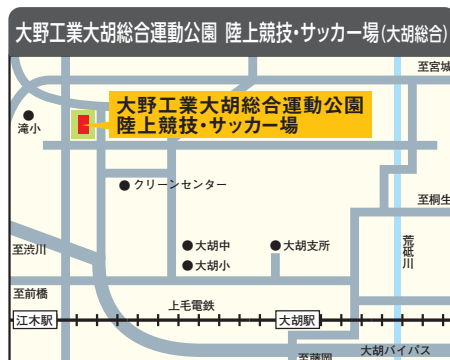 大野工業大胡総合運動公園 陸上競技・サッカー場(大胡総合)
至宮城
大野工業大胡総合運動公園
陸上競技・サッカー場
滝小
クリーンセンター
至桐生
荒砥川
大胡中
大胡支所
至渋川
大胡小
至前橋
上毛電鉄
江木駅
大胡駅
大胡バイパス
至藤岡